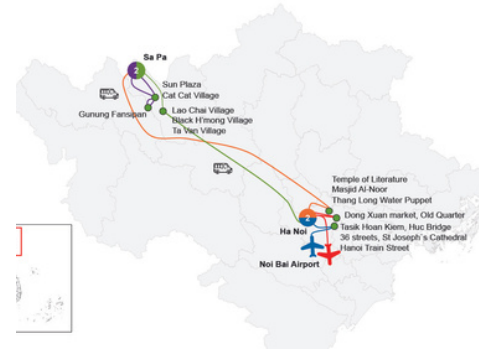 Sa Pa
2
Sun Plaza
Cat Cat Village
Gunung Fansipan
Lao Chai Village
Black H'mong Village
Ta Van Village
Temple of Literature
Masjid Al-Noor
Thang Long Water Puppet
Dong Xuan market, Old Quarter
Ha Noi
2
Tasik Hoan Kiem, Huc Bridge
36 streets, St Joseph`s Cathedral
Hanoi Train Street
Noi Bai Airport